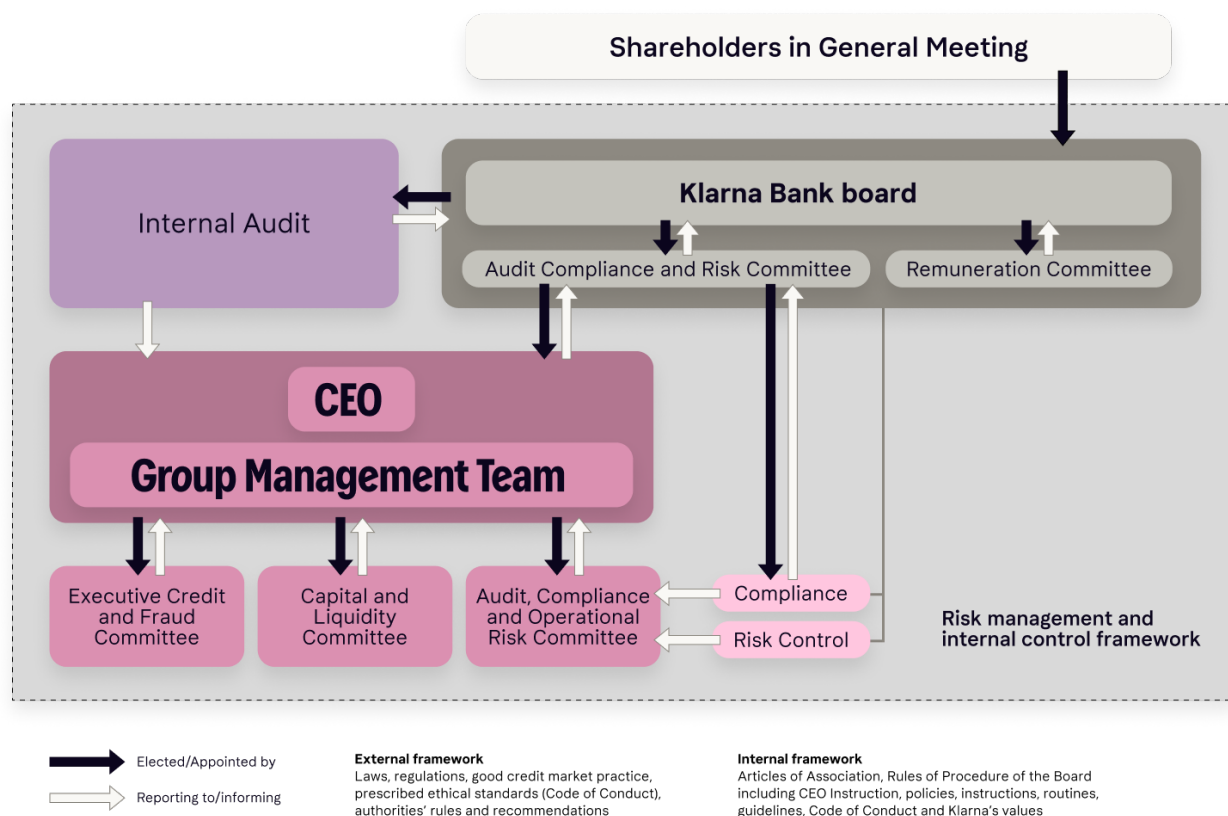 Shareholders in General Meeting
Internal Audit
Klarna Bank board
Audit Compliance and Risk Committee
Remuneration Committee
CEO
Group Management Team
Executive Credit
and Fraud
Committee
Capital and
Liquidity
Committee
Audit, Compliance
and Operational
Risk Committee
Compliance
Risk Control
Risk management and
internal control framework
Elected/Appointed by
Reporting to/informing
External framework
Laws, regulations, good credit market practice,
prescribed ethical standards (Code of Conduct),
authorities' rules and recommendations
Internal framework
Articles of Association, Rules of Procedure of the Board
including CEO Instruction, policies, instructions, routines,
guidelines, Code of Conduct and Klarna's values